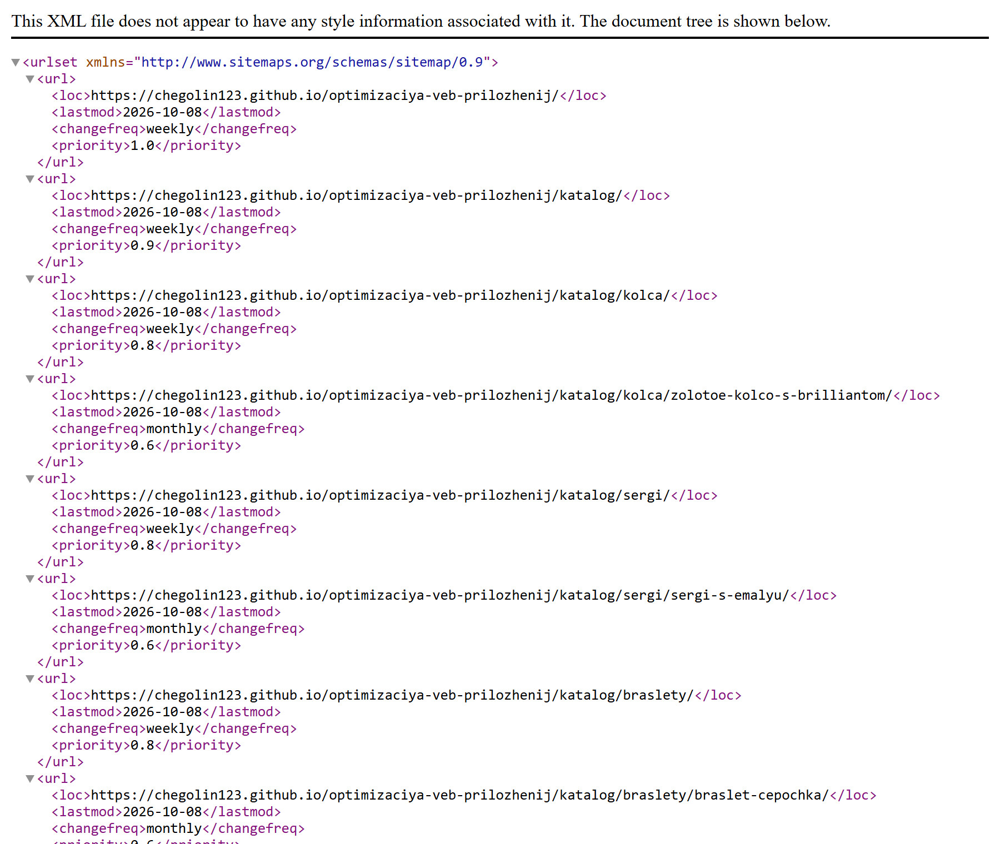 This XML file does not appear to have any style information associated with it. The document tree is shown below.
<urlset xmlns="http://www.sitemaps.org/schemas/sitemap/0.9">
<url>
<loc>https://chegolin123.github.io/optimizaciya-veb-prilozhenij/</loc>
<lastmod>2026-10-08</lastmod>
<changefreq>weekly</changefreq>
<priority>1.0</priority>
</url>
<url>
<loc>https://chegolin123.github.io/optimizaciya-veb-prilozhenij/katalog/</loc>
<lastmod>2026-10-08</lastmod>
<changefreq>weekly</changefreq>
<priority>0.9</priority>
</url>
<url>
<loc>https://chegolin123.github.io/optimizaciya-veb-prilozhenij/katalog/kolca/</loc>
<lastmod>2026-10-08</lastmod>
<changefreq>weekly</changefreq>
<priority>0.8</priority>
</url>
<url>
<loc>https://chegolin123.github.io/optimizaciya-veb-prilozhenij/katalog/kolca/zolotoe-kolco-s-brilliantom/</loc>
<lastmod>2026-10-08</lastmod>
<changefreq>monthly</changefreq>
<priority>0.6</priority>
</url>
<url>
<loc>https://chegolin123.github.io/optimizaciya-veb-prilozhenij/katalog/sergi/</loc>
<lastmod>2026-10-08</lastmod>
<changefreq>weekly</changefreq>
<priority>0.8</priority>
</url>
<url>
<loc>https://chegolin123.github.io/optimizaciya-veb-prilozhenij/katalog/sergi/sergi-s-emalyu/</loc>
<lastmod>2026-10-08</lastmod>
<changefreq>monthly</changefreq>
<priority>0.6</priority>
</url>
<url>
<loc>https://chegolin123.github.io/optimizaciya-veb-prilozhenij/katalog/braslety/</loc>
<lastmod>2026-10-08</lastmod>
<changefreq>weekly</changefreq>
<priority>0.8</priority>
</url>
<url>
<loc>https://chegolin123.github.io/optimizaciya-veb-prilozhenij/katalog/braslety/braslet-cepochka/</loc>
<lastmod>2026-10-08</lastmod>
<changefreq>monthly</changefreq>
<priority>0.6</priority>